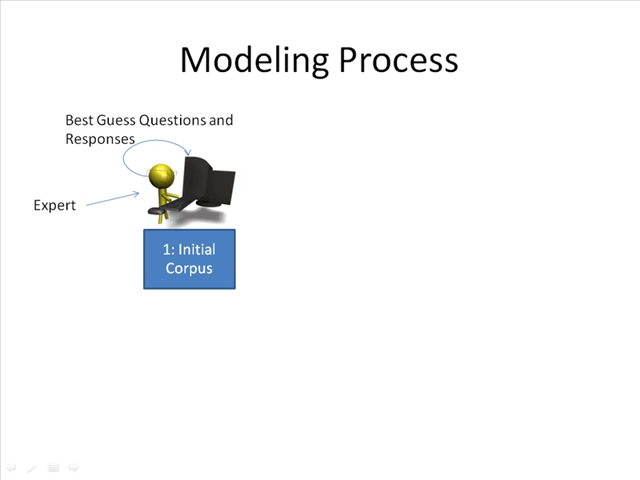 Modeling Process
Best Guess Questions and
Responses
Expert
1: Initial
Corpus